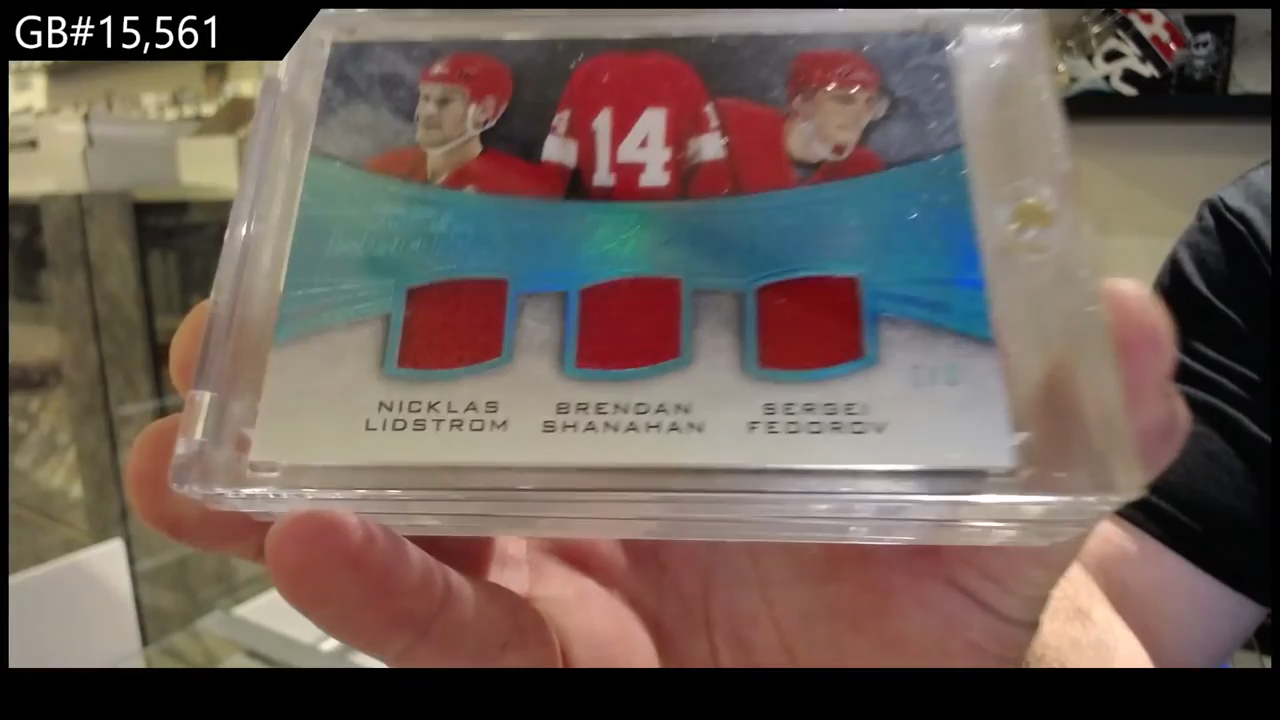 GB#15,561
14
NICKLAS BRENDAN SERGEI
LIDSTROM SHANAHAN FEDOROV